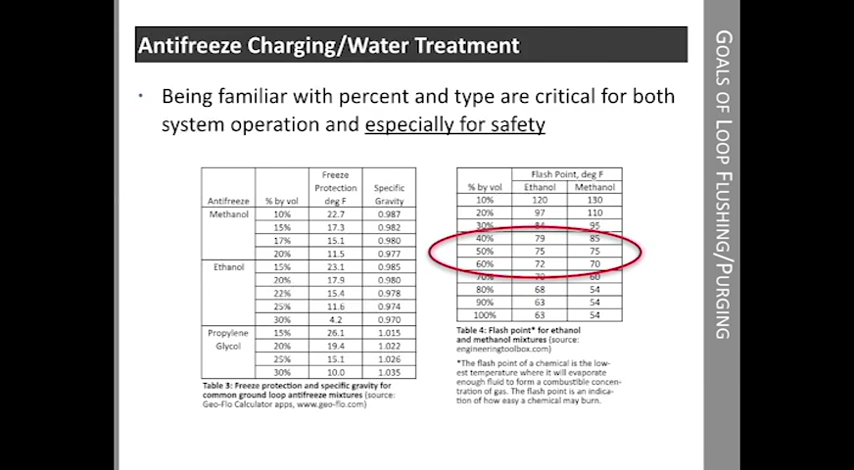 Antifreeze Charging/Water Treatment
· Being familiar with percent and type are critical for both
system operation and especially for safety
Freeze
Protection Specific
Antifreeze % by vol deg F Gravity
Methanol 10% 22.7 0.987
15% 17.3 0.982
17% 15.1 0.980
20% 11.5 0.977
Ethanol 15% 23.1 0.985
20% 17.9 0.980
22% 15.4 0.978
25% 11.6 0.974
30% 4.2 0.970
Propylene 15% 26.1 1.015
Glycol 20% 19.4 1.022
25% 15.1 1.026
30% 10.0 1.035
Table 3: Freeze protection and specific gravity for
common ground loop antifreeze mixtures (source:
Geo-Flo Calculator apps, www.geo-flo.com)
Flash Point, deg F
% by vol Ethanol Methanol
10% 120 130
20% 97 110
30% 84 95
40% 79 85
50% 75 75
60% 72 70
70% 70 60
80% 68 54
90% 63 54
100% 63 54
Table 4: Flash point* for ethanol
and methanol mixtures (source:
engineeringtoolbox.com)
*The flash point of a chemical is the low-
est temperature where it will evaporate
enough fluid to form a combustible concen-
tration of gas. The flash point is an indica-
tion of how easy a chemical may burn.
GOALS OF LOOP FLUSHING/PURGING